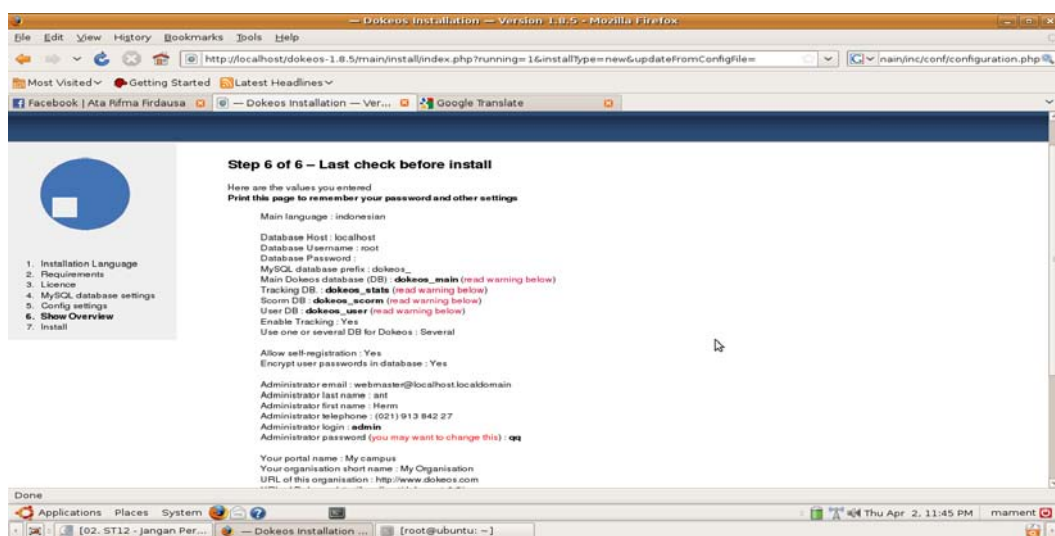 — Dokeos Installation — Version 1.8.5 - Mozilla Firefox
File Edit View History Bookmarks Tools Help
http://localhost/dokeos-1.8.5/main/install/index.php?running=1&installType=new&updateFromConfigFile=
nain/inc/conf/configuration.php
Most Visited Getting Started Latest Headlines
Facebook | Ata Rifma Firdausa
— Dokeos Installation — Ver...
Google Translate
1. Installation Language
2. Requirements
3. Licence
4. MySQL database settings
5. Config settings
6. Show Overview
7. Install
Step 6 of 6 – Last check before install
Here are the values you entered
Print this page to remember your password and other settings
Main language : indonesian
Database Host : localhost
Database Username : root
Database Password :
MySQL database prefix : dokeos_
Main Dokeos database (DB) : dokeos_main (read warning below)
Tracking DB. : dokeos_stats (read warning below)
Scorm DB : dokeos_scorm (read warning below)
User DB : dokeos_user (read warning below)
Enable Tracking : Yes
Use one or several DB for Dokeos : Several
Allow self-registration : Yes
Encrypt user passwords in database : Yes
Administrator email : webmaster@localhost.localdomain
Administrator last name : ant
Administrator first name : Herm
Administrator telephone : (021) 913 842 27
Administrator login : admin
Administrator password (you may want to change this) : qq
Your portal name : My campus
Your organisation short name : My Organisation
URL of this organisation : http://www.dokeos.com
Done
Applications Places System
Thu Apr 2, 11:45 PM
mament
[02. ST12 - Jangan Per...
— Dokeos Installation ...
[root@ubuntu: ~]